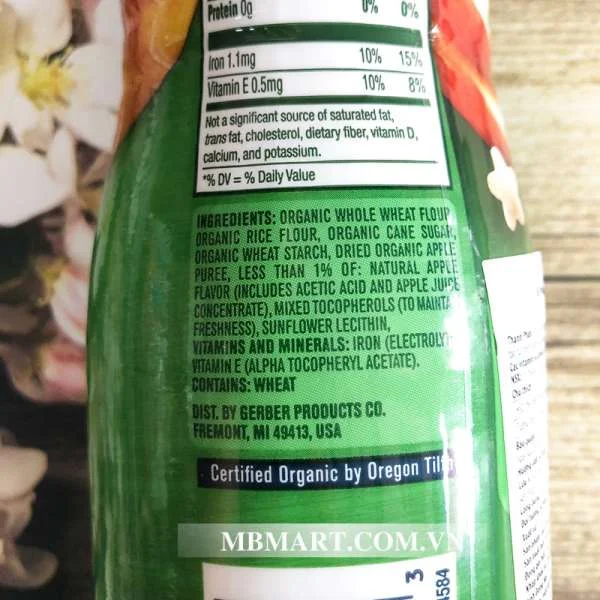 Protein 0g 0% 0%
Iron 1.1mg 10% 15%
Vitamin E 0.5mg 10% 8%
Not a significant source of saturated fat,
trans fat, cholesterol, dietary fiber, vitamin D,
calcium, and potassium.
*% DV = % Daily Value
INGREDIENTS: ORGANIC WHOLE WHEAT FLOUR,
ORGANIC RICE FLOUR, ORGANIC CANE SUGAR,
ORGANIC WHEAT STARCH, DRIED ORGANIC APPLE
PUREE, LESS THAN 1% OF: NATURAL APPLE
FLAVOR (INCLUDES ACETIC ACID AND APPLE JUICE
CONCENTRATE), MIXED TOCOPHEROLS (TO MAINTA
FRESHNESS), SUNFLOWER LECITHIN,
VITAMINS AND MINERALS: IRON (ELECTROLY
VITAMIN E (ALPHA TOCOPHERYL ACETATE).
CONTAINS: WHEAT
DIST. BY GERBER PRODUCTS CO.
FREMONT, MI 49413, USA
Certified Organic by Oregon Tilth
MBMART.COM.VN
3
4584